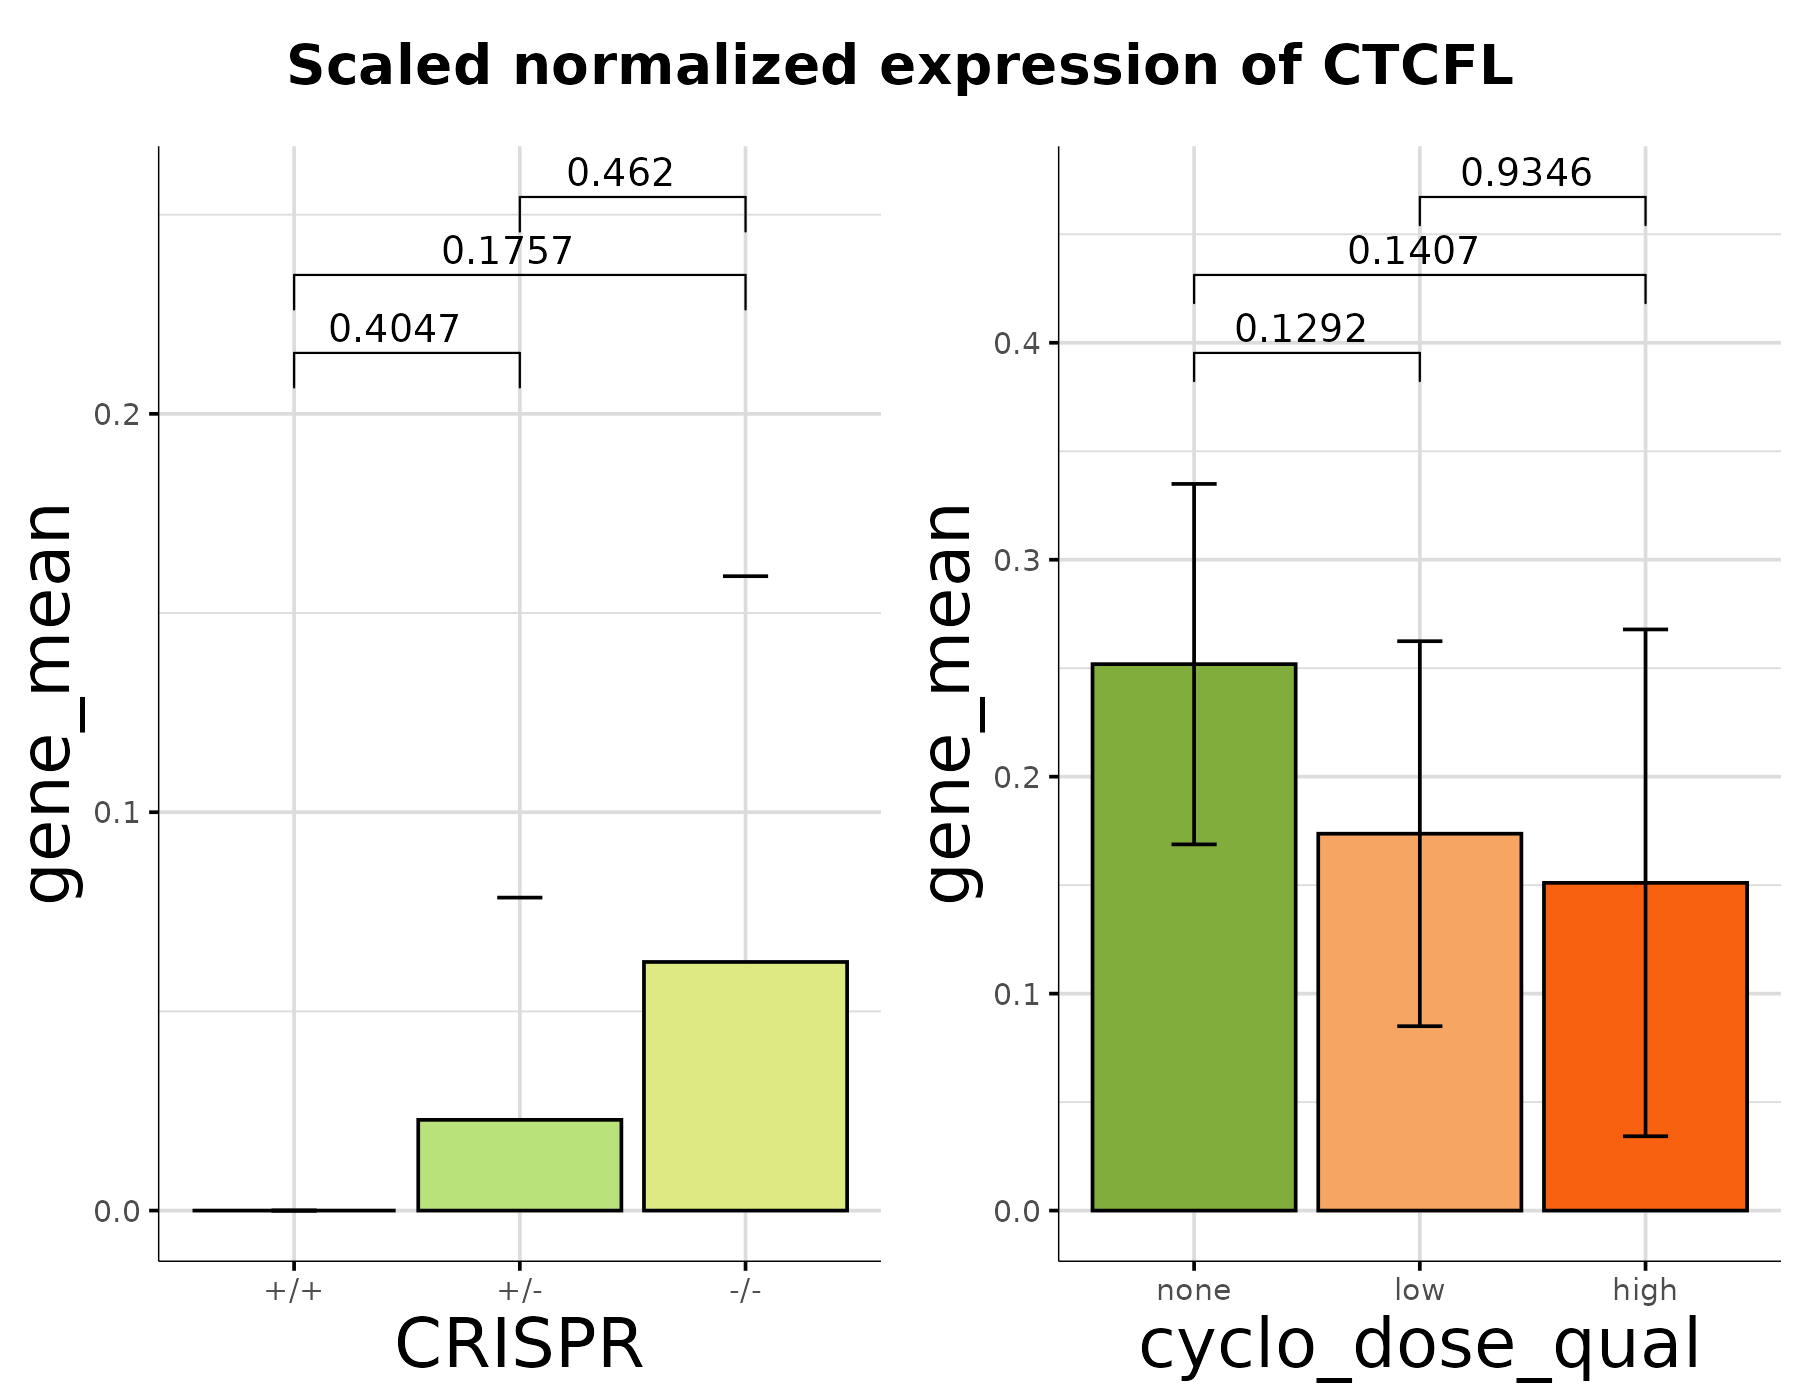 Scaled normalized expression of CTCFL
0.462
0.1757
0.4047
0.2
0.1
0.0
gene_mean
+/+
+/-
-/-
CRISPR
0.9346
0.1407
0.1292
0.4
0.3
0.2
0.1
0.0
gene_mean
none
low
high
cyclo_dose_qual